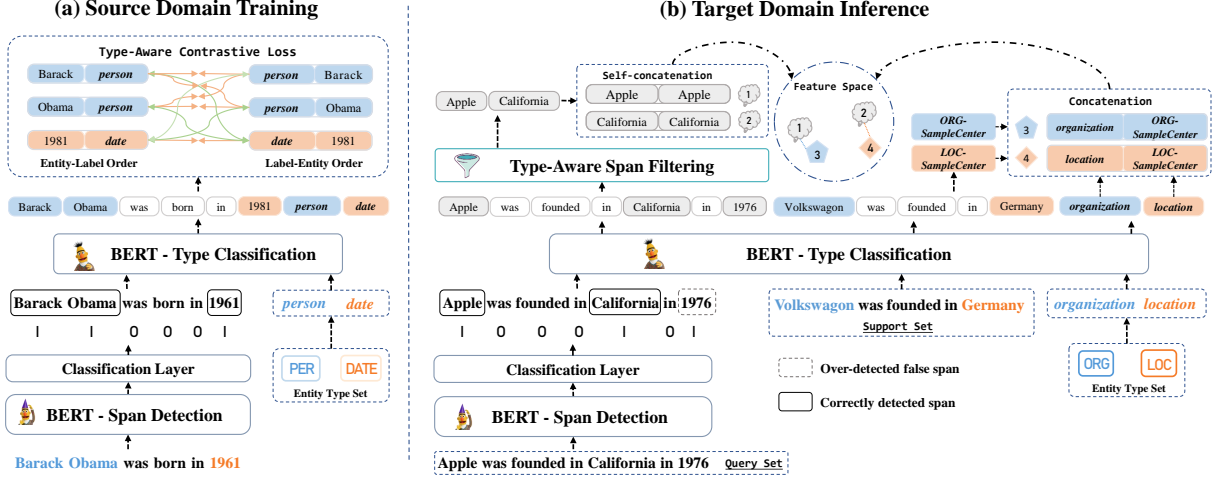 (a) Source Domain Training
Type-Aware Contrastive Loss
Barack person person Barack
Obama person person Obama
1981 date date 1981
Entity-Label Order Label-Entity Order
Barack Obama was born in 1981 person date
BERT - Type Classification
Barack Obama was born in 1961
person date
I I O O O I
Classification Layer
PER DATE
Entity Type Set
BERT - Span Detection
Barack Obama was born in 1961
(b) Target Domain Inference
Self-concatenation
Apple California
Apple Apple 1
California California 2
Feature Space
1 2
3 4
Concatenation
ORG-SampleCenter 3 organization ORG-SampleCenter
LOC-SampleCenter 4 location LOC-SampleCenter
Type-Aware Span Filtering
Apple was founded in California in 1976
Volkswagon was founded in Germany organization location
BERT - Type Classification
Apple was founded in California in 1976
I O O O I O I
Volkswagon was founded in Germany
Support Set
organization location
Classification Layer
Over-detected false span
Correctly detected span
ORG LOC
Entity Type Set
BERT - Span Detection
Apple was founded in California in 1976 Query Set